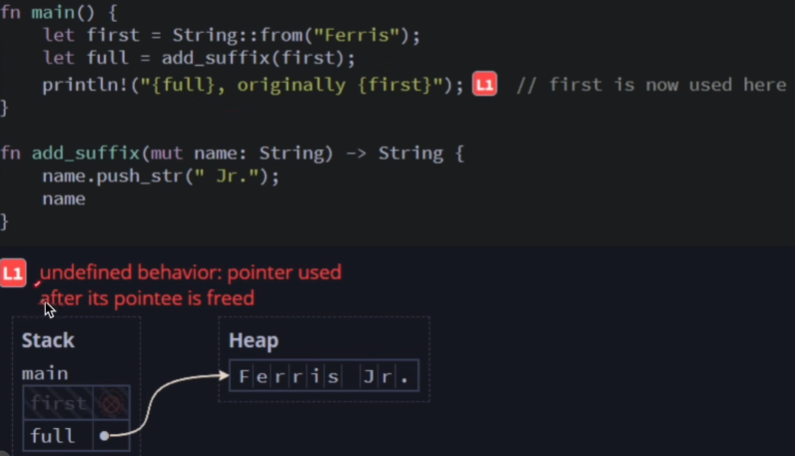 fn main() {
    let first = String::from("Ferris");
    let full = add_suffix(first);
    println!("{full}, originally {first}"); L1 // first is now used here
}
fn add_suffix(mut name: String) -> String {
    name.push_str(" Jr.");
    name
}
L1 undefined behavior: pointer used
after its pointee is freed
Stack
Heap
main
Ferris Jr.
first
full